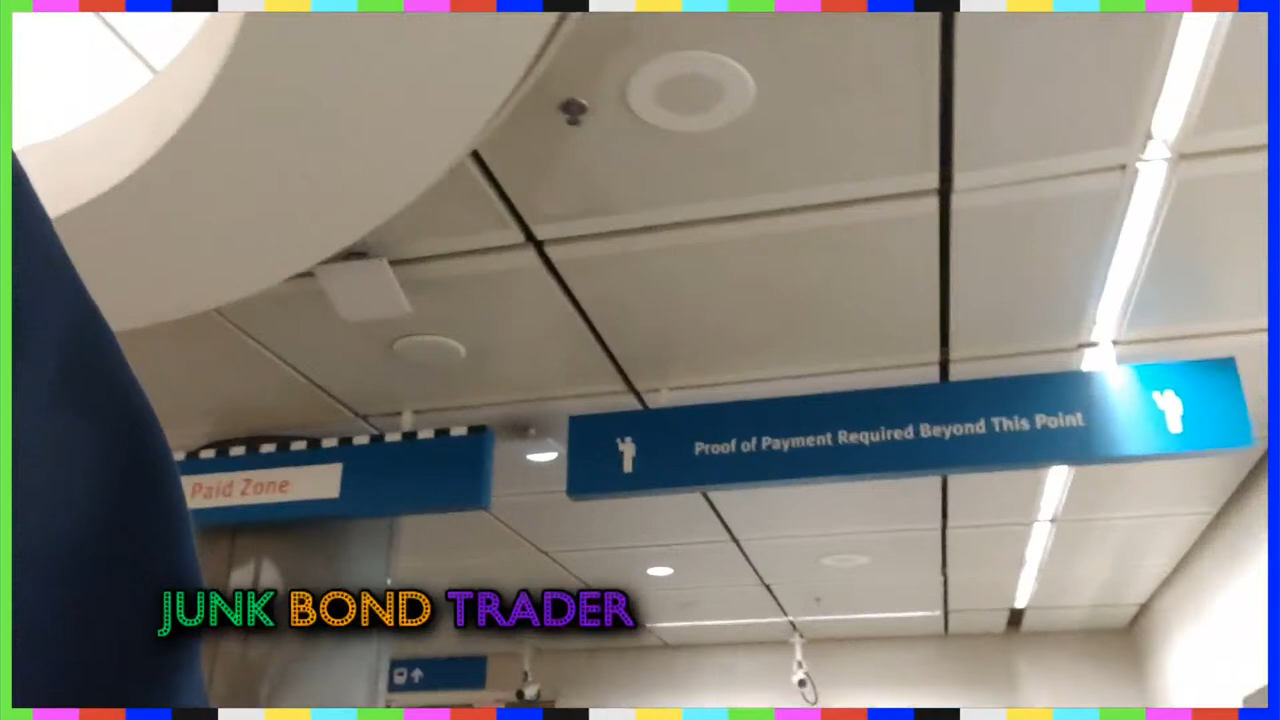 Proof of Payment Required Beyond This Point
Paid Zone
JUNK BOND TRADER